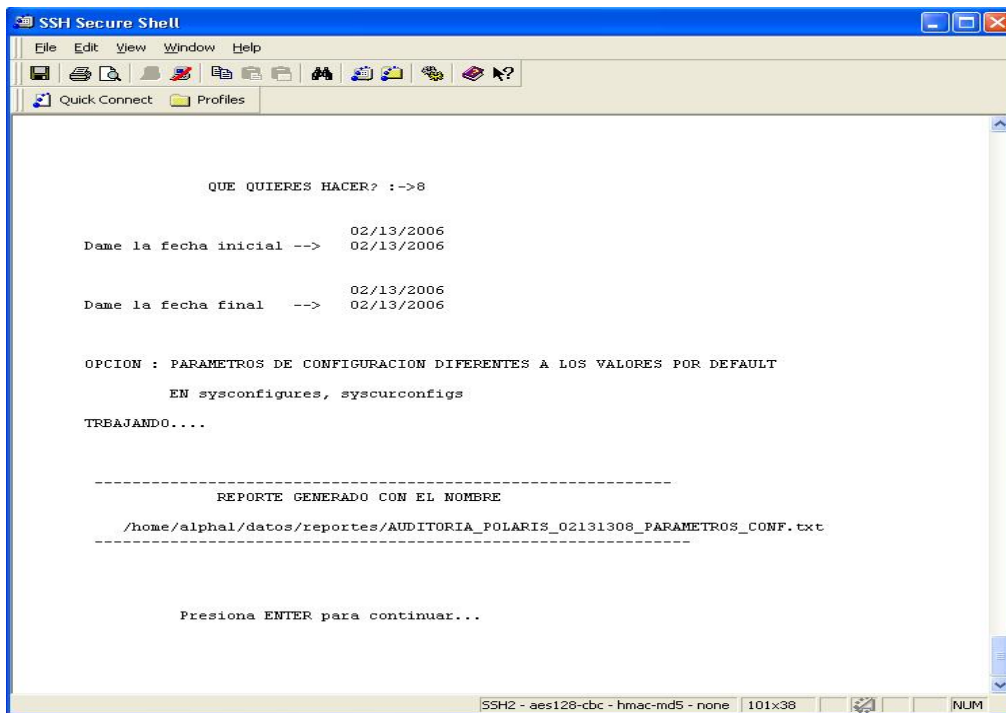 SSH Secure Shell
File Edit View Window Help
Quick Connect Profiles
QUE QUIERES HACER? :->8
02/13/2006
Dame la fecha inicial --> 02/13/2006
02/13/2006
Dame la fecha final --> 02/13/2006
OPCION : PARAMETROS DE CONFIGURACION DIFERENTES A LOS VALORES POR DEFAULT
EN sysconfigures, syscurconfigs
TRBAJANDO....
-------------------------------------------------------------
REPORTE GENERADO CON EL NOMBRE
/home/alphal/datos/reportes/AUDITORIA_POLARIS_02131308_PARAMETROS_CONF.txt
---------------------------------------------------------------
Presiona ENTER para continuar...
SSH2 - aes128-cbc - hmac-md5 - none 101x38 NUM